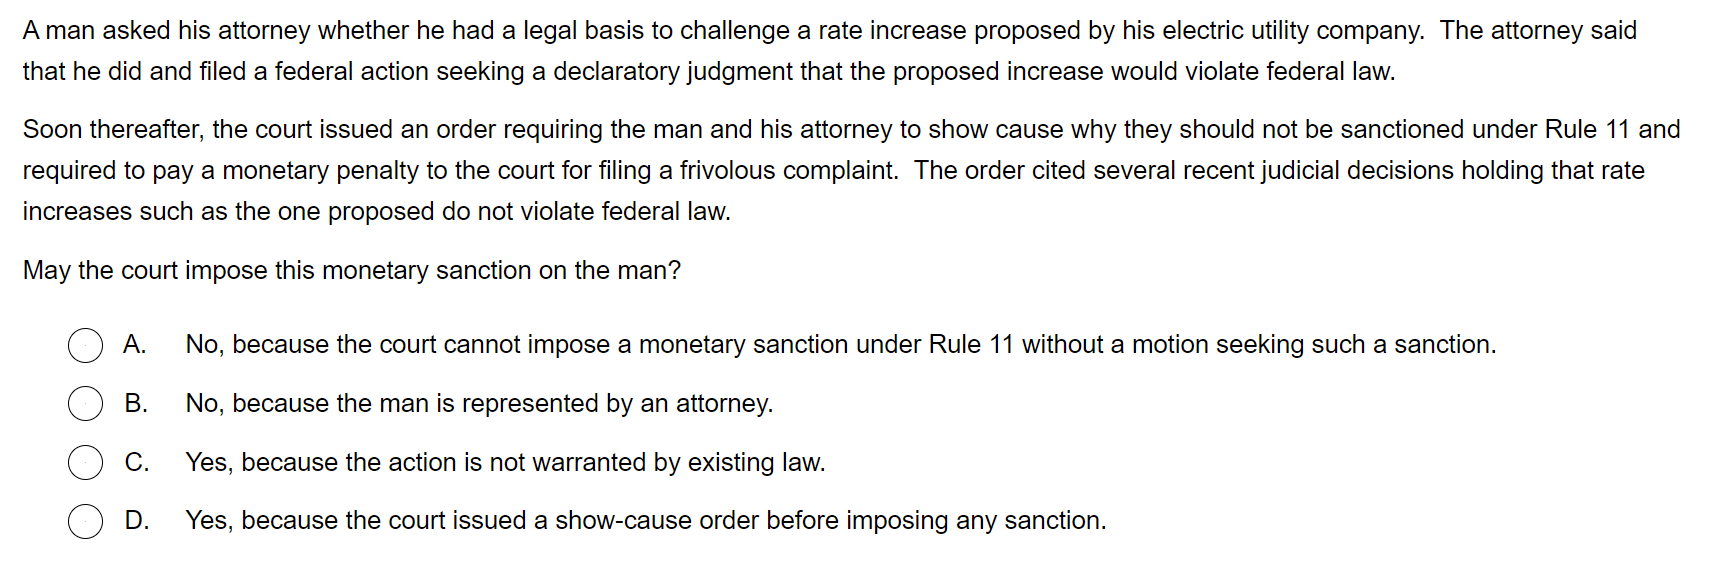 A man asked his attorney whether he had a legal basis to challenge a rate increase proposed by his electric utility company.  The attorney said
that he did and filed a federal action seeking a declaratory judgment that the proposed increase would violate federal law.
Soon thereafter, the court issued an order requiring the man and his attorney to show cause why they should not be sanctioned under Rule 11 and
required to pay a monetary penalty to the court for filing a frivolous complaint.  The order cited several recent judicial decisions holding that rate
increases such as the one proposed do not violate federal law.
May the court impose this monetary sanction on the man?
A. No, because the court cannot impose a monetary sanction under Rule 11 without a motion seeking such a sanction.
B. No, because the man is represented by an attorney.
C. Yes, because the action is not warranted by existing law.
D. Yes, because the court issued a show-cause order before imposing any sanction.